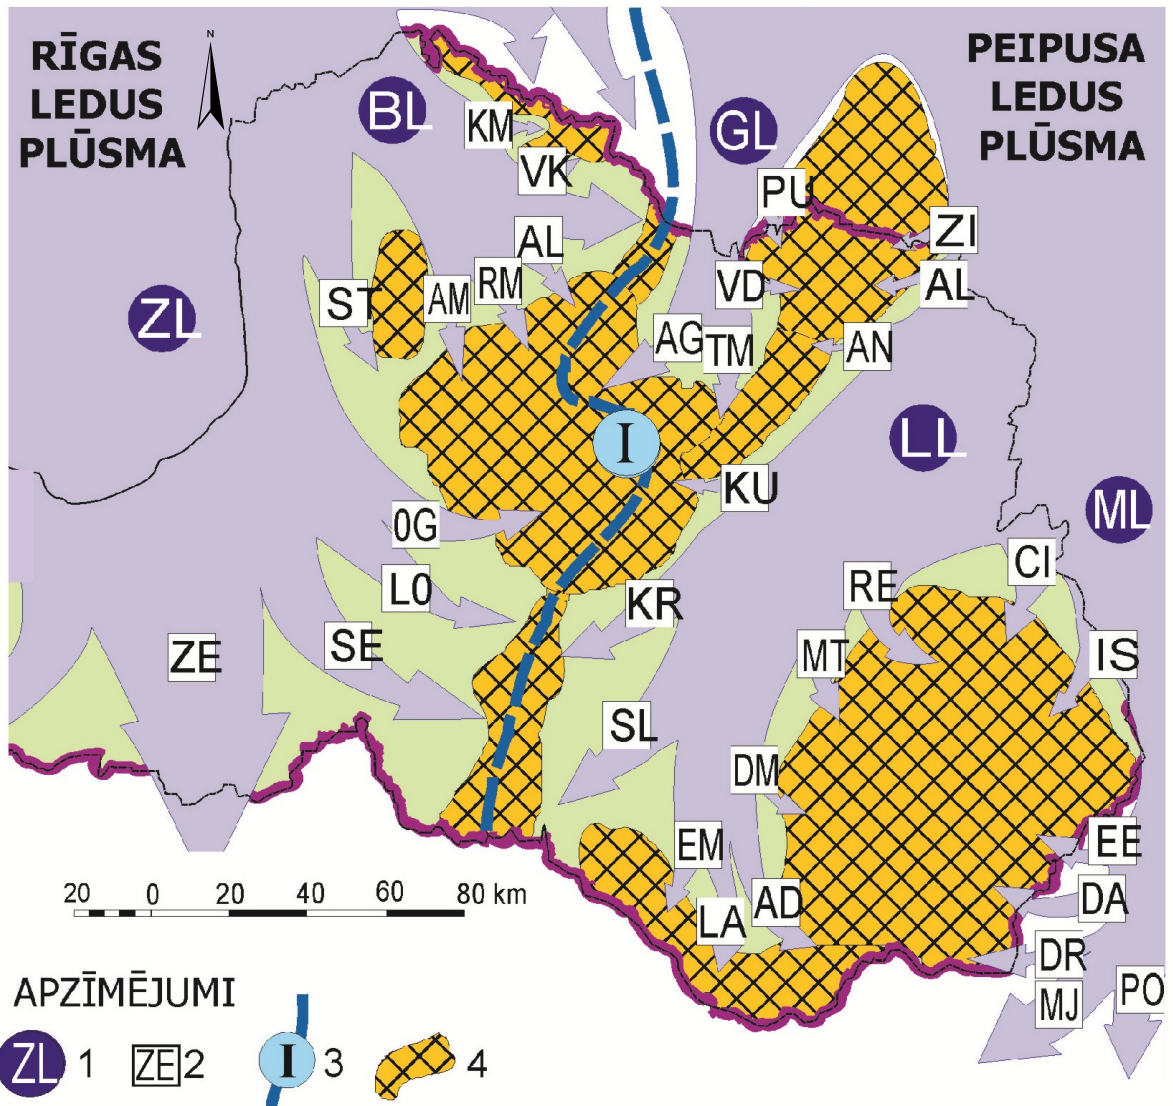 RĪGAS
LEDUS
PLŪSMA
N
PEIPUSA
LEDUS
PLŪSMA
BL
KM
GL
VK
PU
ZI
AL
RM
VD
AL
ZL
ST
AM
AG
TM
AN
LL
I
KU
ML
0G
L0
KR
RE
CI
ZE
SE
MT
IS
SL
DM
EM
EE
LA
AD
DA
DR
MJ
PO
20 0 20 40 60 80 km
APZĪMĒJUMI
ZL 1 ZE 2 I 3 4